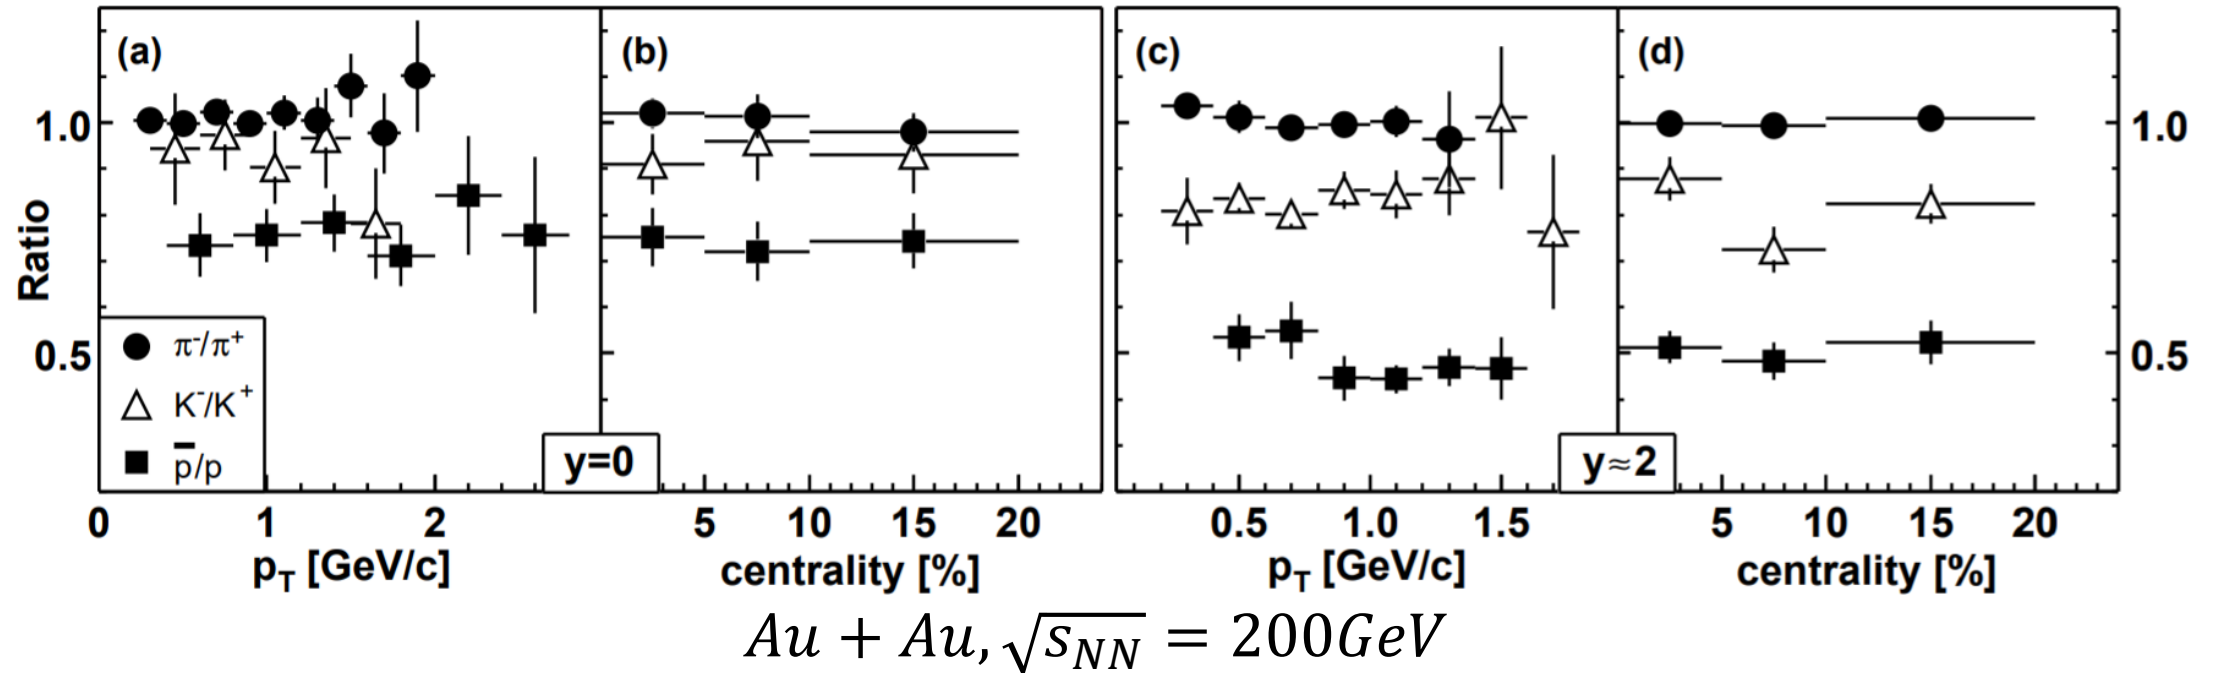 (a) (b) (c) (d)
1.0 1.0
Ratio
0.5 0.5
π⁻/π⁺
K⁻/K⁺
p̅/p
y=0 y≈2
0 1 2 5 10 15 20 0.5 1.0 1.5 5 10 15 20
p_T [GeV/c] centrality [%] p_T [GeV/c] centrality [%]
Au + Au, √s_NN = 200GeV